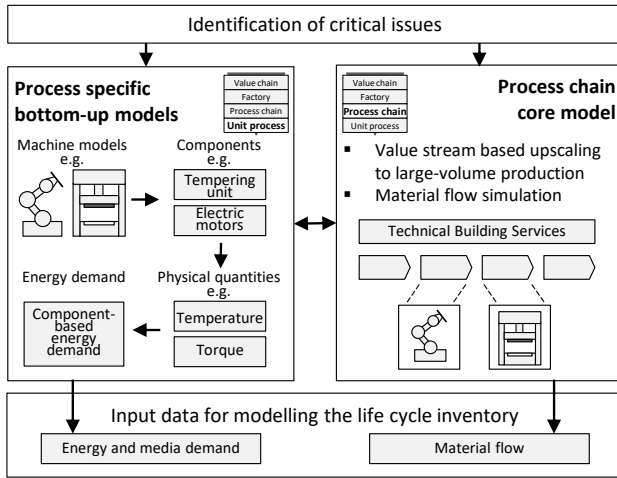 Identification of critical issues
Process specific
bottom-up models
Value chain
Factory
Process chain
Unit process
Machine models
e.g.
Components
e.g.
Tempering
unit
Electric
motors
Energy demand
Physical quantities
e.g.
Component-
based
energy
demand
Temperature
Torque
Value chain
Factory
Process chain
Unit process
Process chain
core model
▪ Value stream based upscaling
to large-volume production
▪ Material flow simulation
Technical Building Services
Input data for modelling the life cycle inventory
Energy and media demand
Material flow